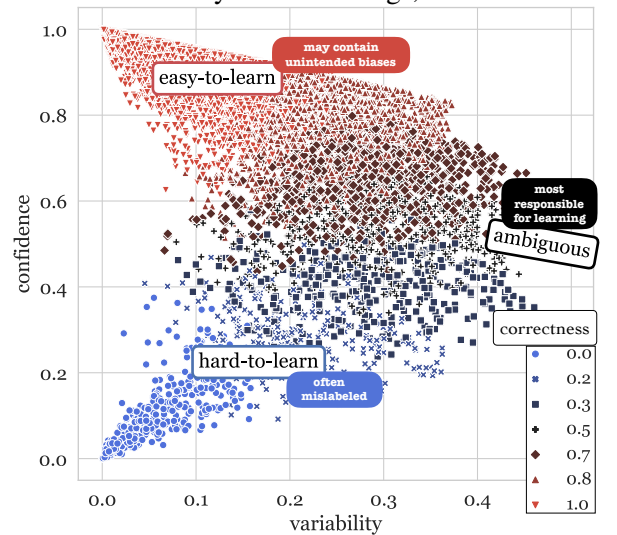 may contain
unintended biases
easy-to-learn
most
responsible
for learning
ambiguous
hard-to-learn
often
mislabeled
confidence
1.0
0.8
0.6
0.4
0.2
0.0
0.0
0.1
0.2
0.3
0.4
variability
correctness
0.0
0.2
0.3
0.5
0.7
0.8
1.0